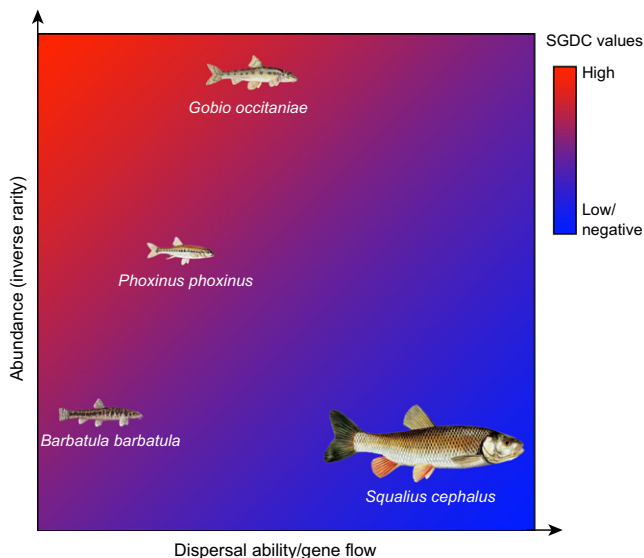 SGDC values
High
Low/
negative
Gobio occitaniae
Phoxinus phoxinus
Barbatula barbatula
Squalius cephalus
Abundance (inverse rarity)
Dispersal ability/gene flow